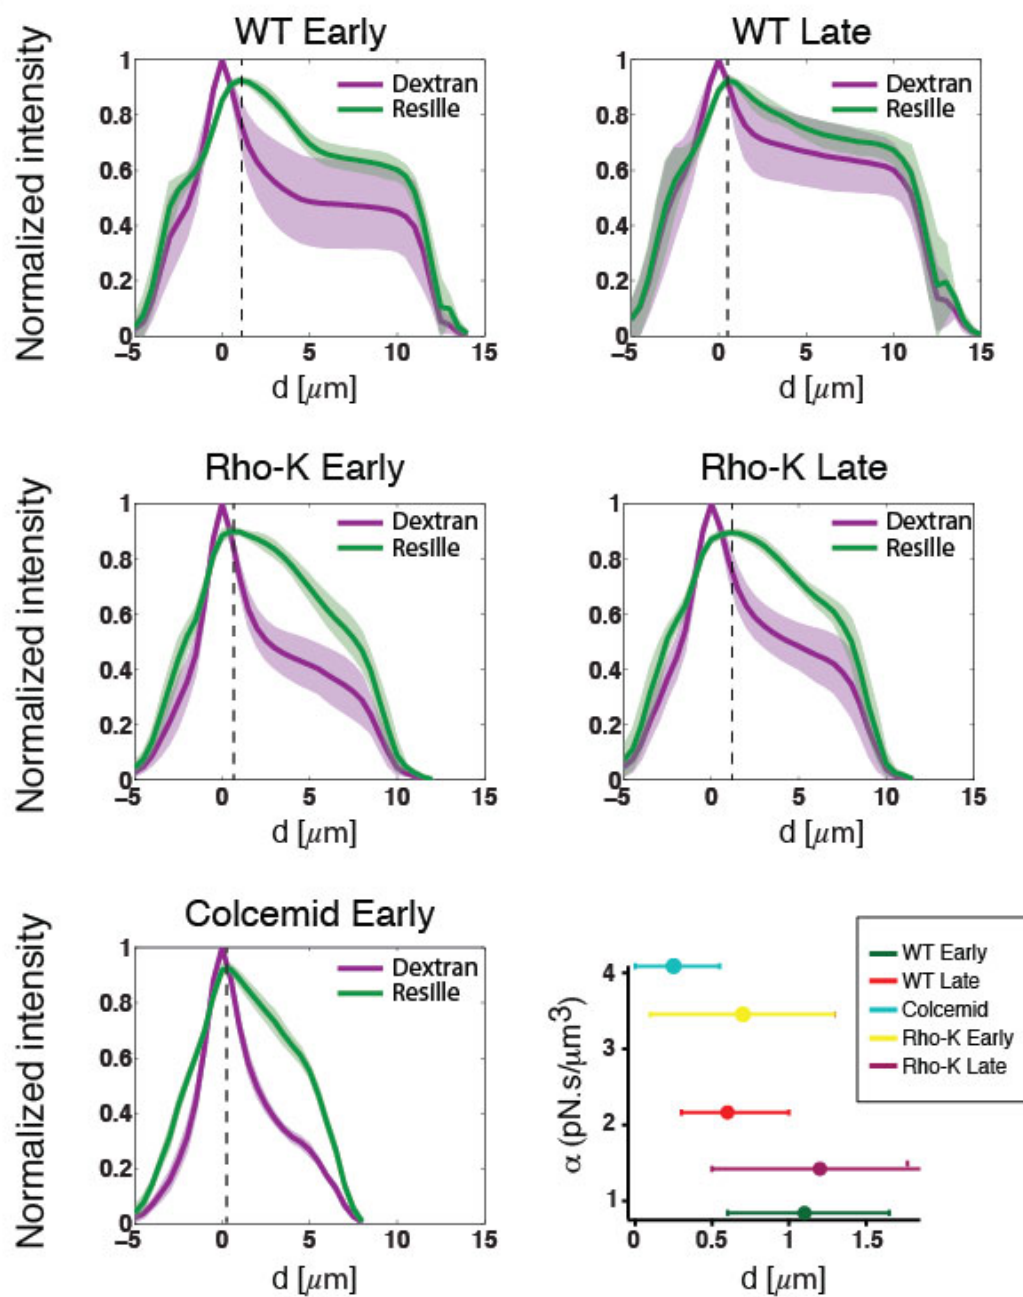 WT Early
WT Late
Normalized intensity
1
0.8
0.6
0.4
0.2
0
-5 0 5 10 15
d [μm]
Dextran
Resille
1
0.8
0.6
0.4
0.2
0
-5 0 5 10 15
d [μm]
Dextran
Resille
Rho-K Early
Rho-K Late
Normalized intensity
1
0.8
0.6
0.4
0.2
0
-5 0 5 10 15
d [μm]
Dextran
Resille
1
0.8
0.6
0.4
0.2
0
-5 0 5 10 15
d [μm]
Dextran
Resille
Colcemid Early
Normalized intensity
1
0.8
0.6
0.4
0.2
0
-5 0 5 10 15
d [μm]
Dextran
Resille
α (pN.s/μm³)
4
3
2
1
0 0.5 1 1.5
d [μm]
WT Early
WT Late
Colcemid
Rho-K Early
Rho-K Late